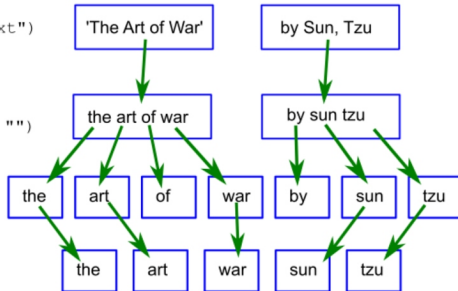 xt") 'The Art of War' by Sun, Tzu
"") the art of war by sun tzu
the art of war by sun tzu
the art war sun tzu